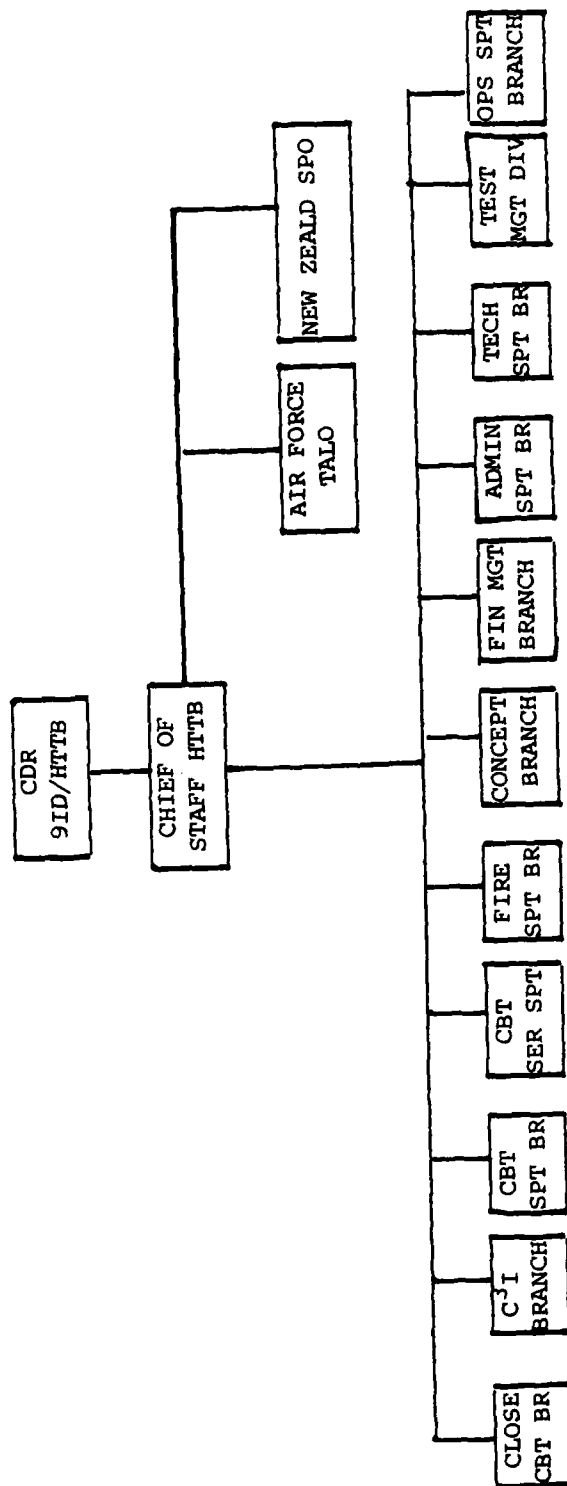 CDR
9ID/HTTB
CHIEF OF
STAFF HTTB
AIR FORCE
TALO
NEW ZEALD SPO
CLOSE
CBT BR
C³I
BRANCH
CBT
SPT BR
CBT
SER SPT
FIRE
SPT BR
CONCEPT
BRANCH
FIN MGT
BRANCH
ADMIN
SPT BR
TECH
SPT BR
TEST
MGT DIV
OPS SPT
BRANCH